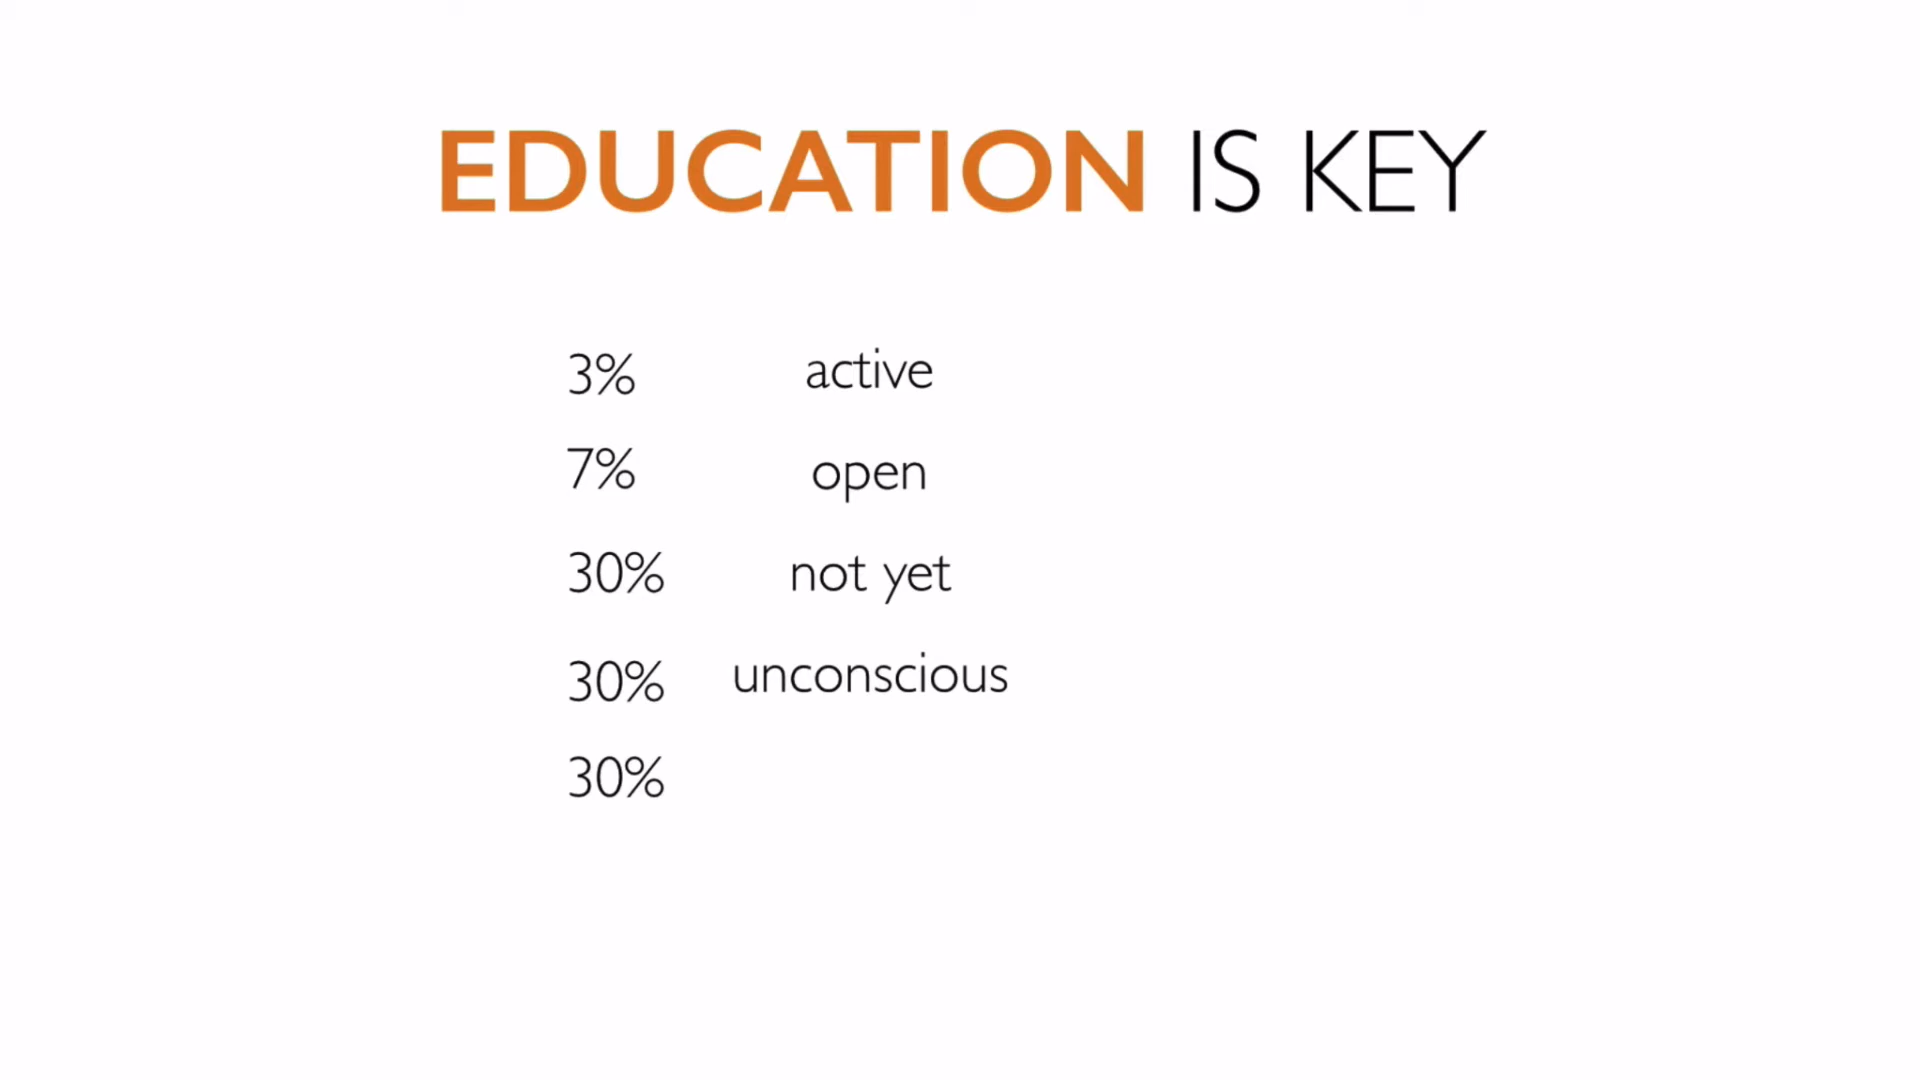 EDUCATION IS KEY
3% active
7% open
30% not yet
30% unconscious
30%